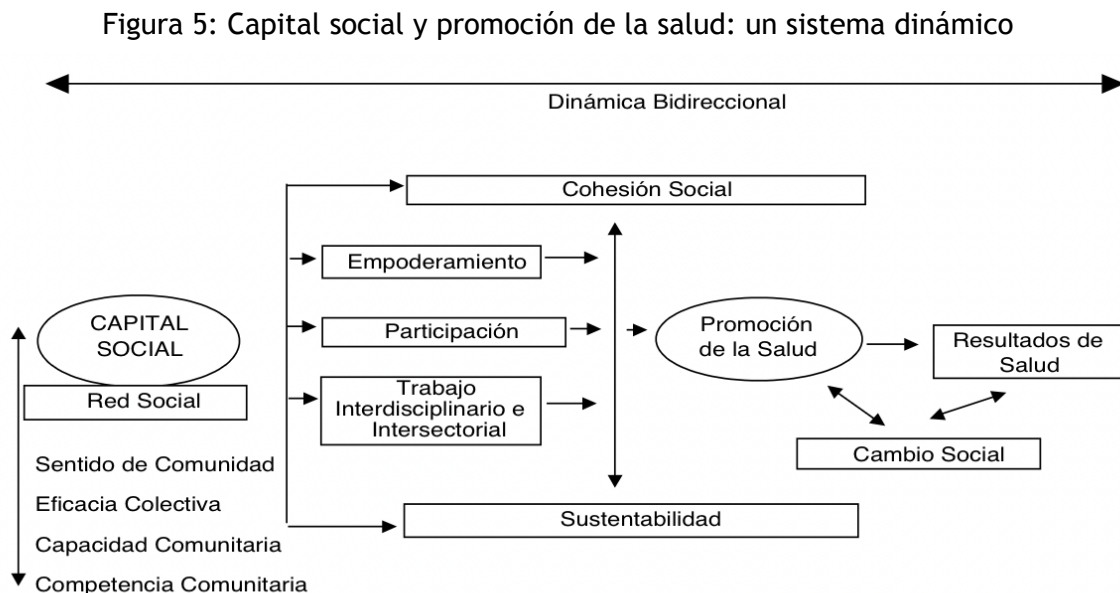 Figura 5: Capital social y promoción de la salud: un sistema dinámico
Dinámica Bidireccional
Cohesión Social
Empoderamiento
CAPITAL
SOCIAL
Red Social
Participación
Trabajo
Interdisciplinario e
Intersectorial
Promoción
de la Salud
Resultados de
Salud
Cambio Social
Sentido de Comunidad
Eficacia Colectiva
Capacidad Comunitaria
Competencia Comunitaria
Sustentabilidad